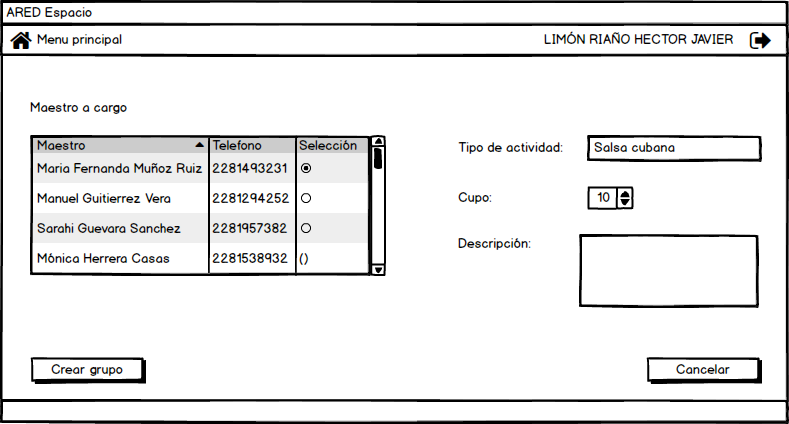 ARED Espacio
Menu principal LIMÓN RIAÑO HECTOR JAVIER
Maestro a cargo
Maestro Telefono Selección
Maria Fernanda Muñoz Ruiz 2281493231
Manuel Guitierrez Vera 2281294252
Sarahi Guevara Sanchez 2281957382
Mónica Herrera Casas 2281538932 ()
Tipo de actividad: Salsa cubana
Cupo: 10
Descripción:
Crear grupo Cancelar